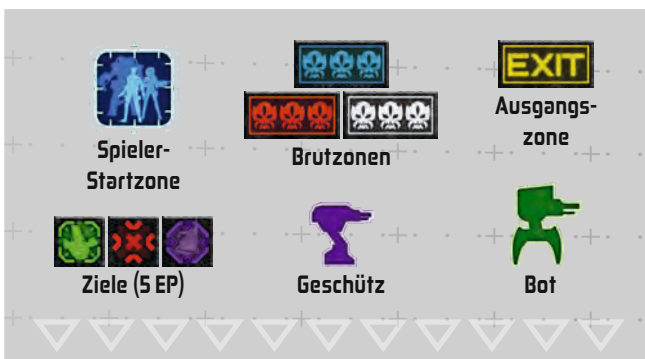 EXIT
Spieler-
Startzone
Brutzonen
Ausgangs-
zone
Ziele (5 EP)
Geschütz
Bot